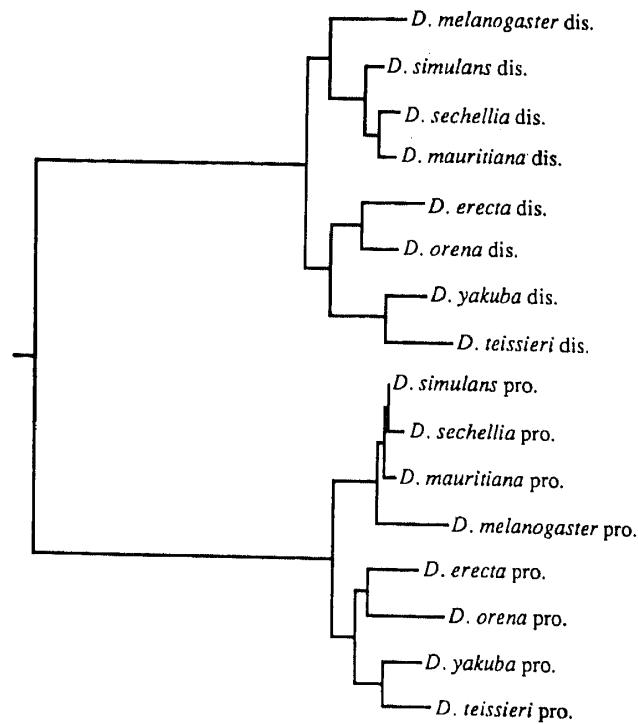 D. melanogaster dis.
D. simulans dis.
D. sechellia dis.
D. mauritiana dis.
D. erecta dis.
D. orena dis.
D. yakuba dis.
D. teissieri dis.
D. simulans pro.
D. sechellia pro.
D. mauritiana pro.
D. melanogaster pro.
D. erecta pro.
D. orena pro.
D. yakuba pro.
D. teissieri pro.